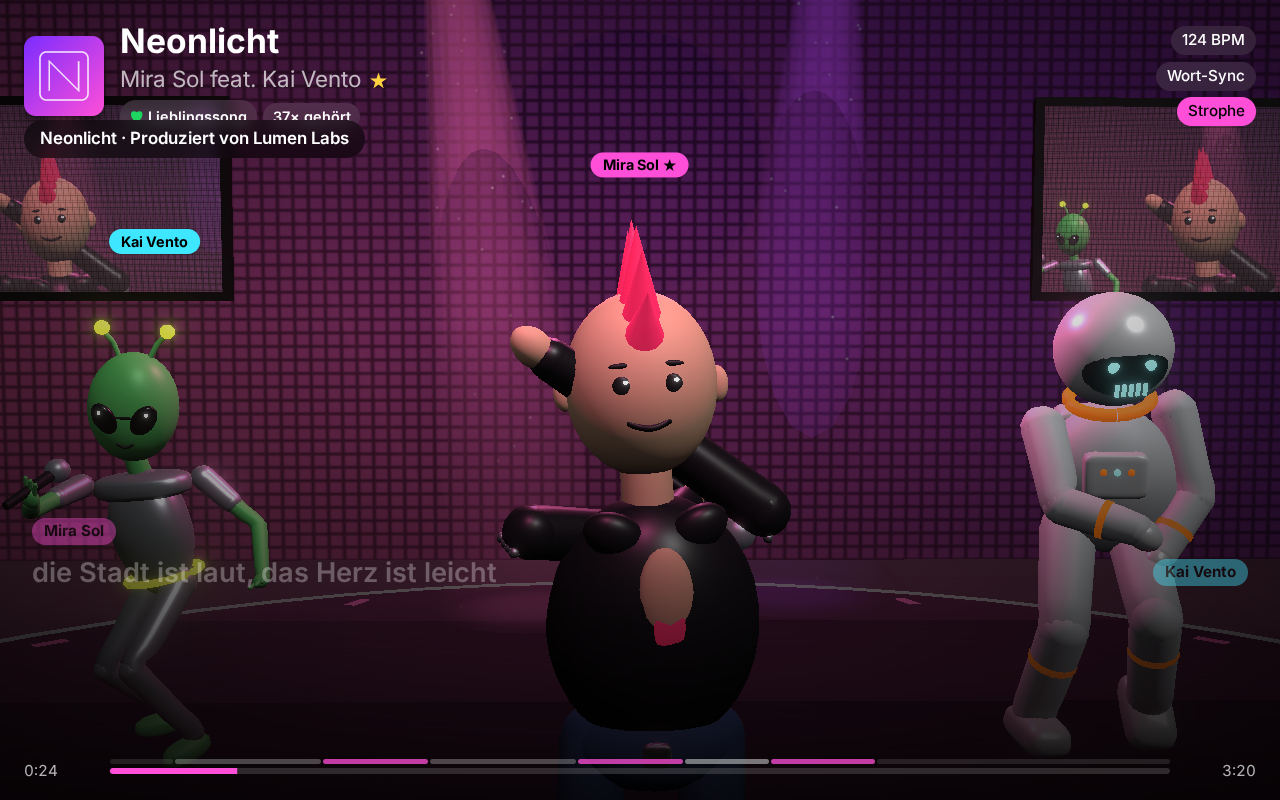 Neonlicht
Mira Sol feat. Kai Vento ★
Lieblingssong
37× gehört
Neonlicht · Produziert von Lumen Labs
124 BPM
Wort-Sync
Strophe
Mira Sol ★
Kai Vento
Mira Sol
die Stadt ist laut, das Herz ist leicht
Kai Vento
0:24
3:20